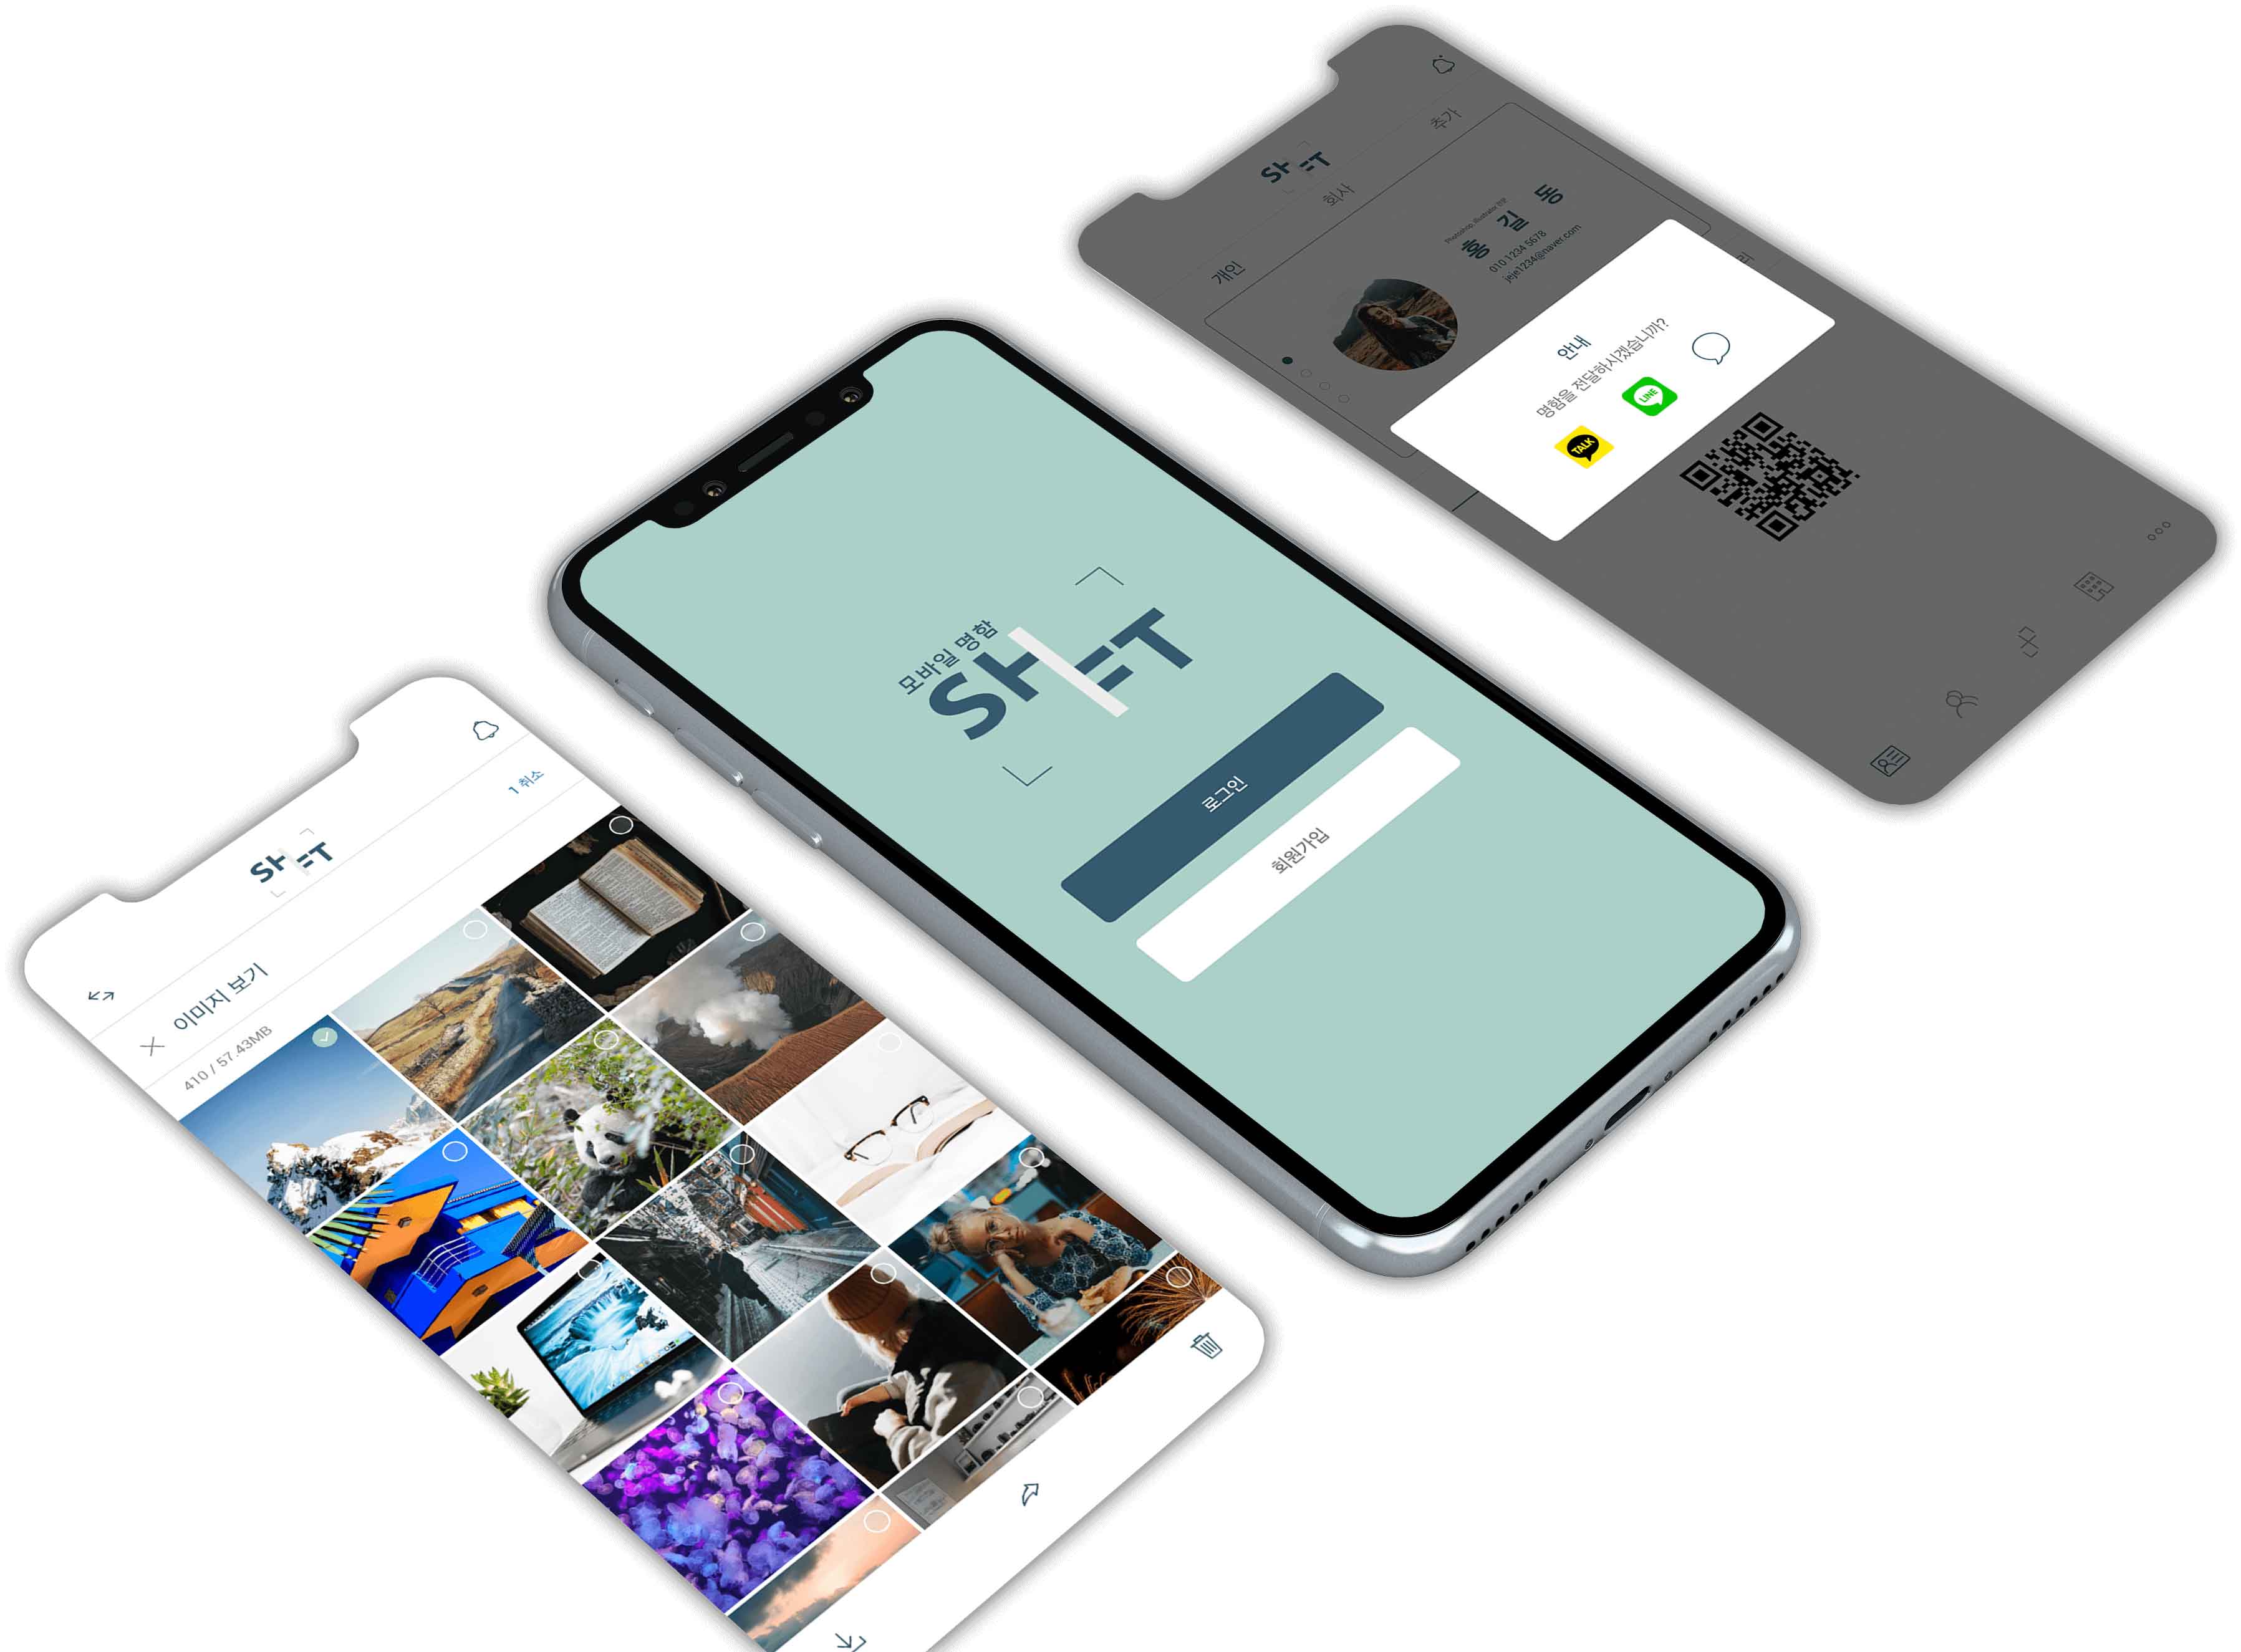 SHIFT
이미지 보기
1 취소
410 / 57.43MB
모바일 명함
SHIFT
로그인
회원가입
SHIFT
개인
회사
추가
Photoshop, Illustrator 전문
홍 길 동
010 1234 5678
jeje1234@naver.com
안내
명함을 전달하시겠습니까?
TALK
LINE